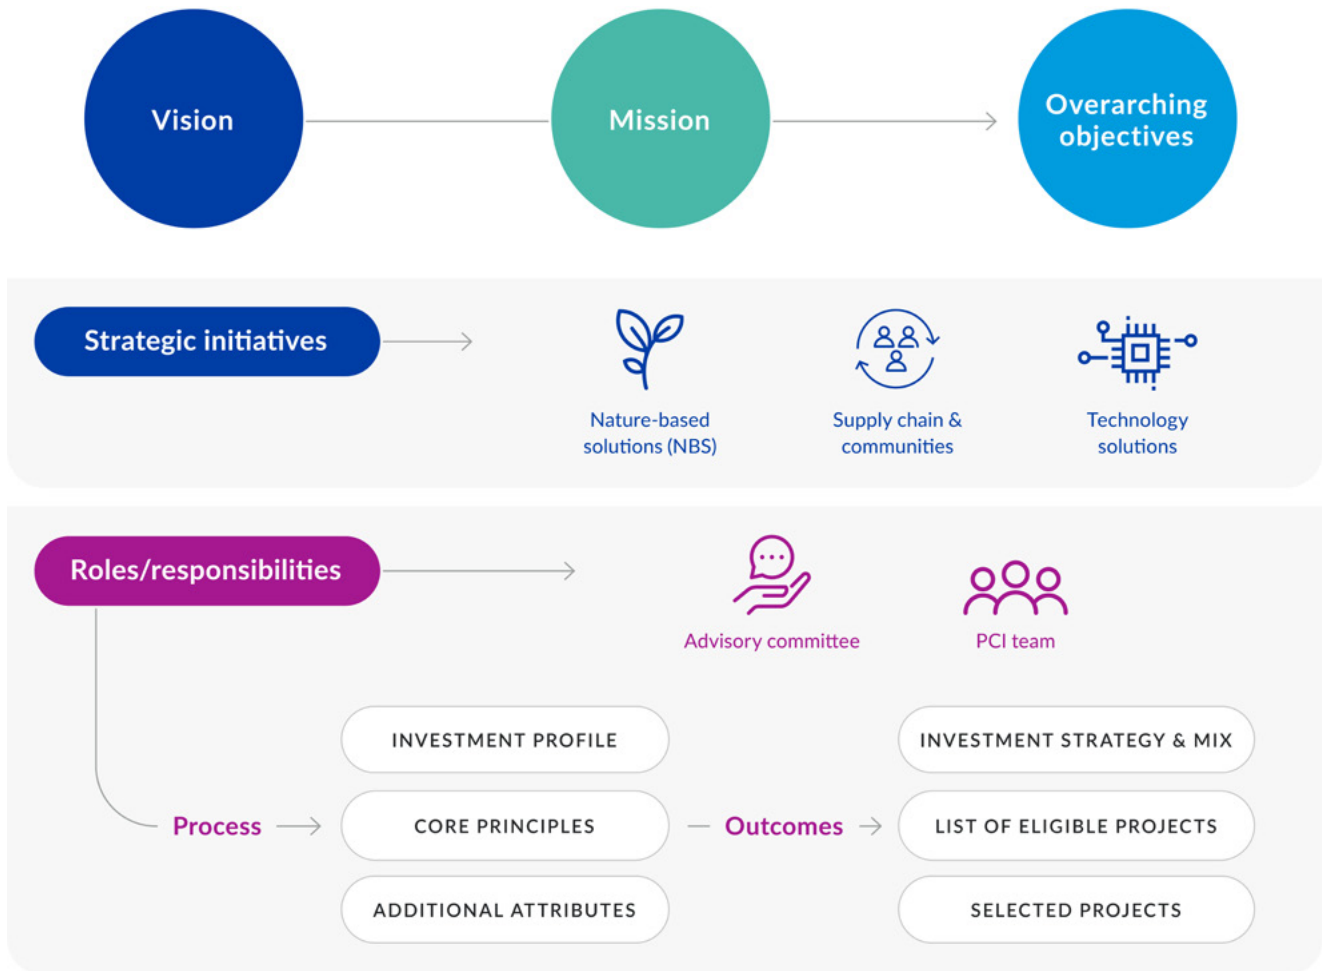 Vision
Mission
Overarching
objectives
Strategic initiatives
Nature-based
solutions (NBS)
Supply chain &
communities
Technology
solutions
Roles/responsibilities
Advisory committee
PCI team
INVESTMENT PROFILE
INVESTMENT STRATEGY & MIX
Process
CORE PRINCIPLES
Outcomes
LIST OF ELIGIBLE PROJECTS
ADDITIONAL ATTRIBUTES
SELECTED PROJECTS